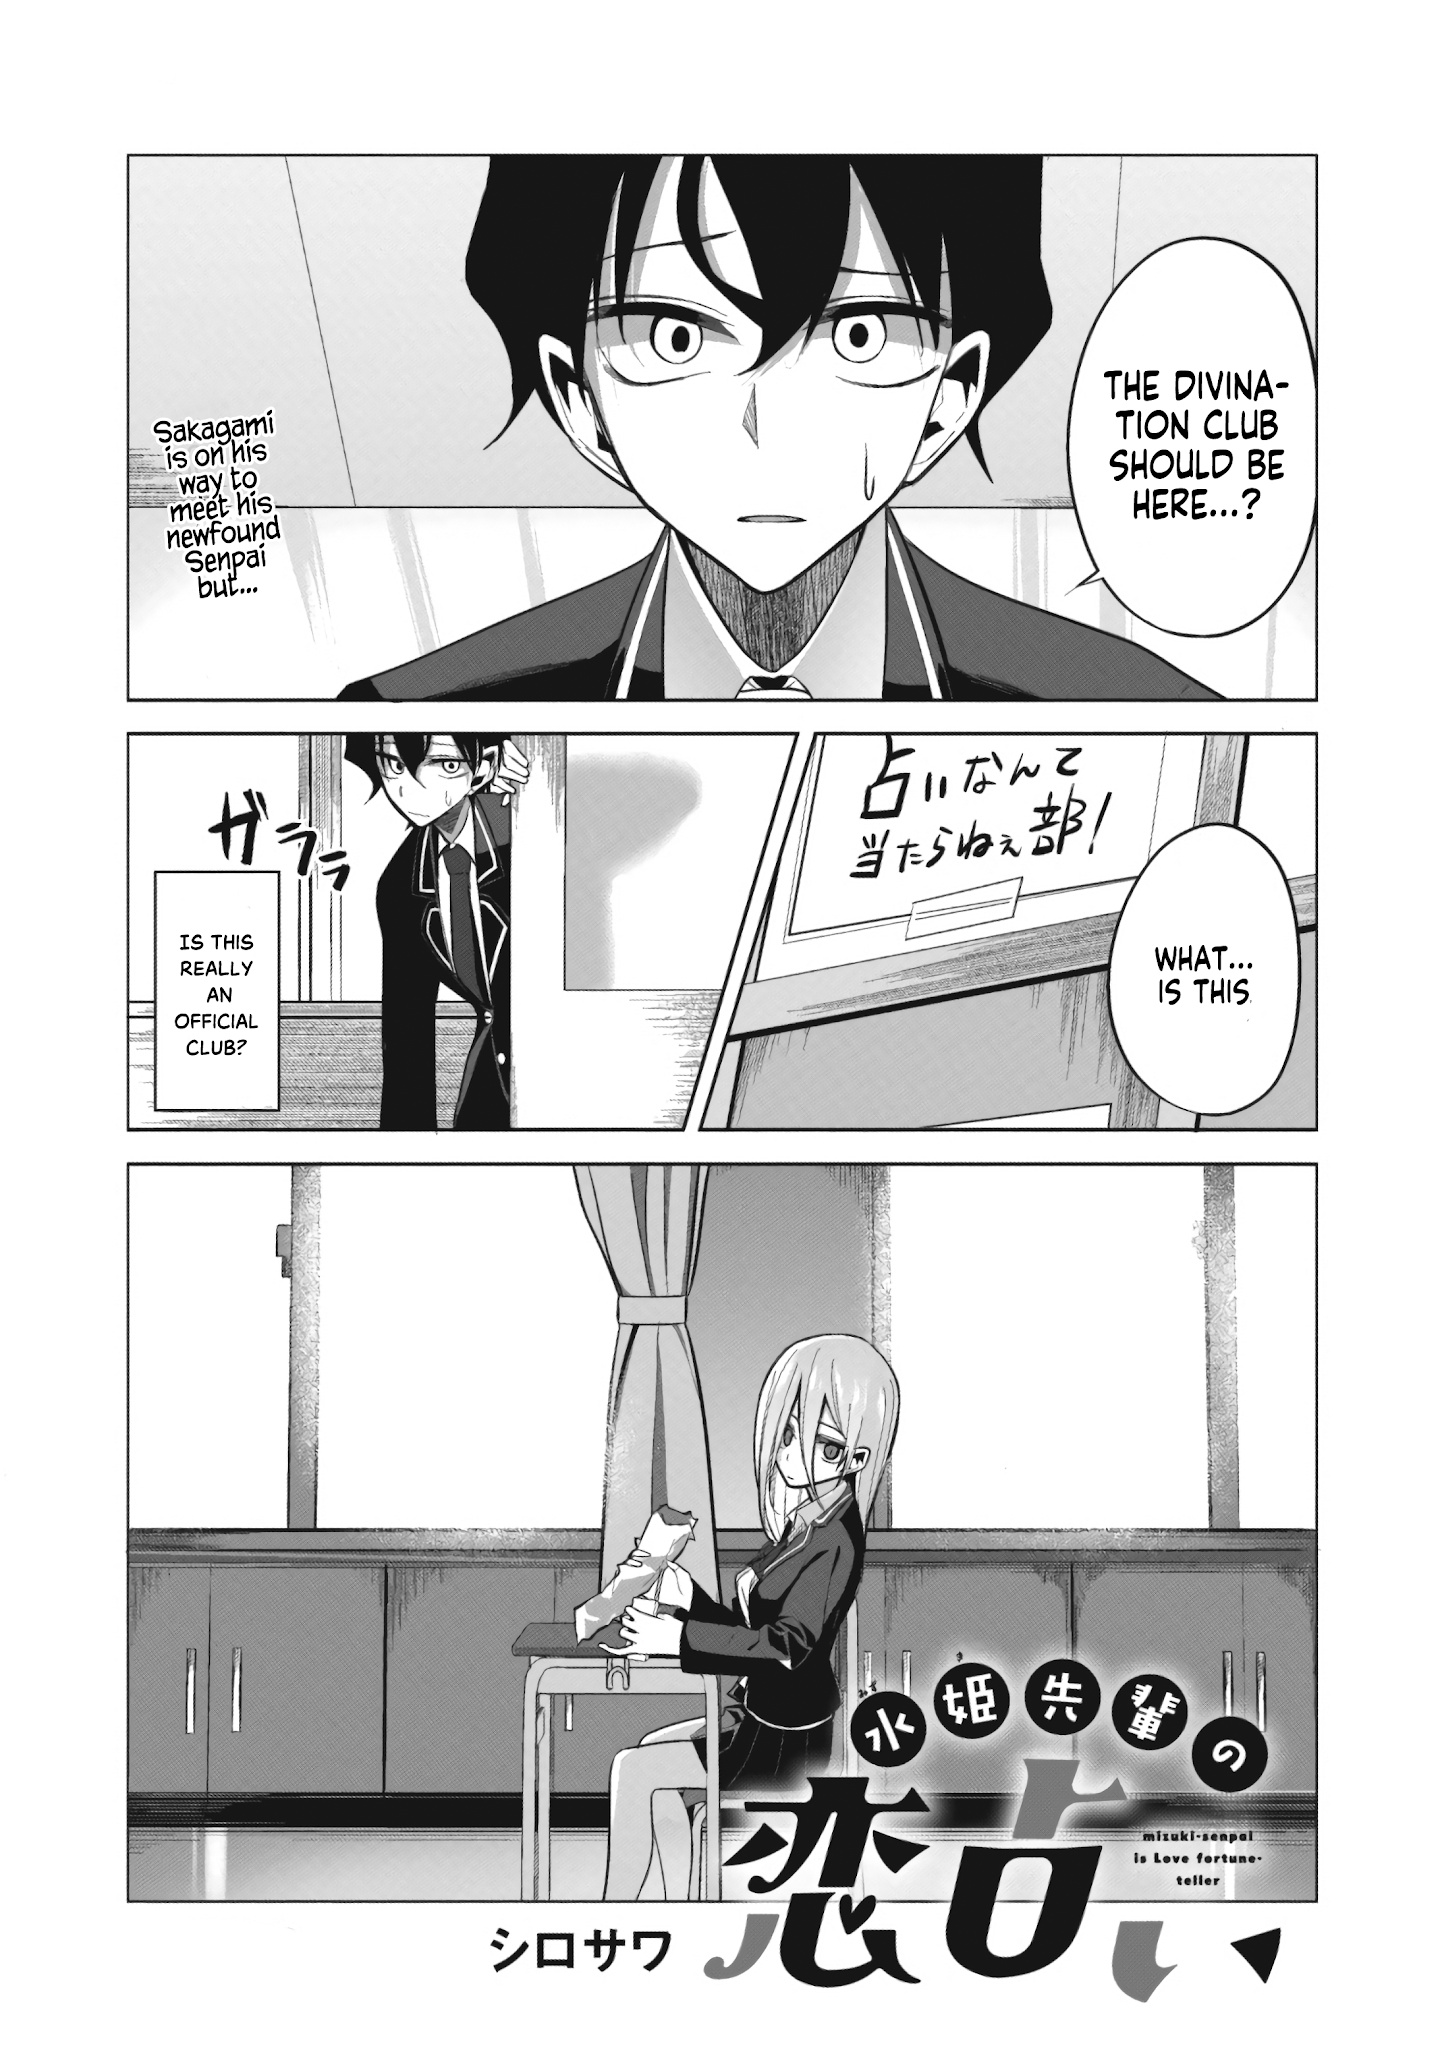 THE DIVINA-
TION CLUB
SHOULD BE
HERE...?
Sakagami
is on his
way to
meet his
newfound
Senpai
but...
占いなんて
当たらねぇ部!
WHAT...
IS THIS
ガララ
IS THIS
REALLY
AN
OFFICIAL
CLUB?
水姫先輩の
恋占い
mizuki-senpai
is Love fortune-
teller
シロサワ